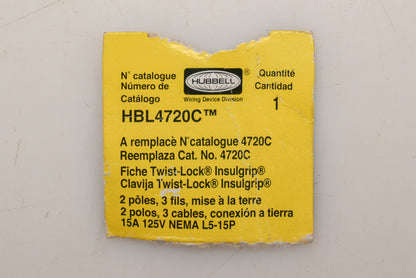 N° catalogue
Número de
Catálogo
HUBBELL®
Wiring Device Division
Quantité
Cantidad
1
HBL4720C™
A remplacè N° catalogue 4720C
Reemplaza Cat. No. 4720C
Fiche Twist-Lock® Insulgrip®
Clavija Twist-Lock® Insulgrip®
2 pôles, 3 fils, mise à la terre
2 polos, 3 cables, conexión a tierra
15A 125V NEMA L5-15P